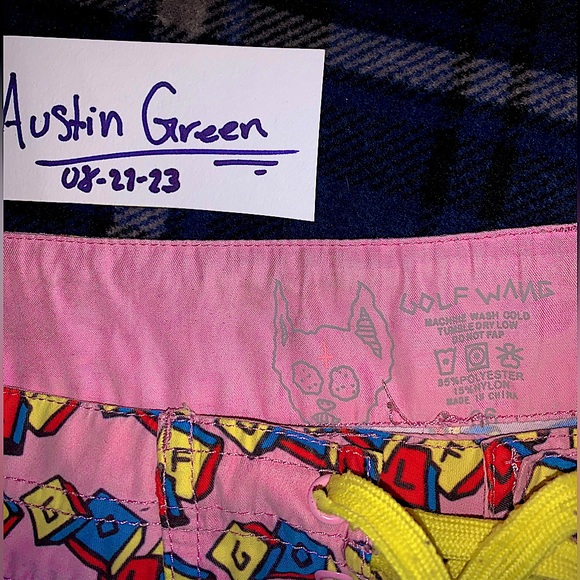 Austin Green
08-27-23
GOLF WANG
MACHINE WASH COLD
TUMBLE DRY LOW
DO NOT FAP
85% POLYESTER
15% NYLON
MADE IN CHINA
F
L
G
O